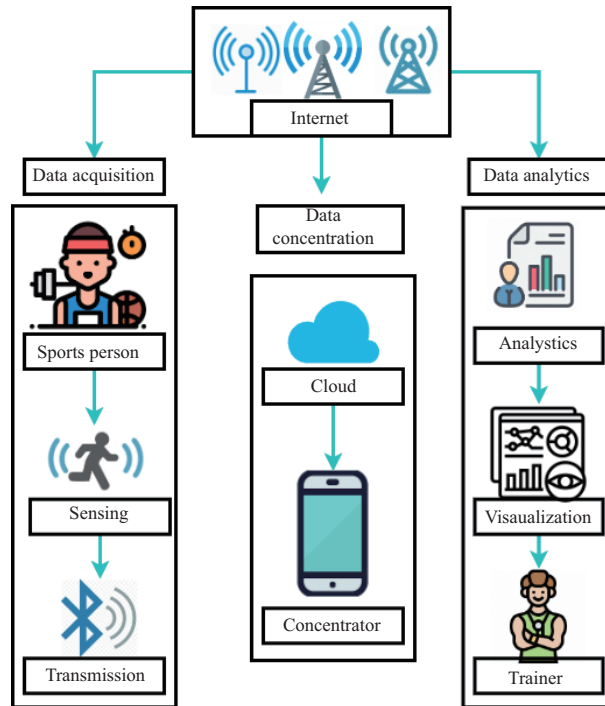 Internet
Data acquisition
Data
concentration
Data analytics
Sports person
Sensing
Transmission
Cloud
Concentrator
Analystics
Visaualization
Trainer